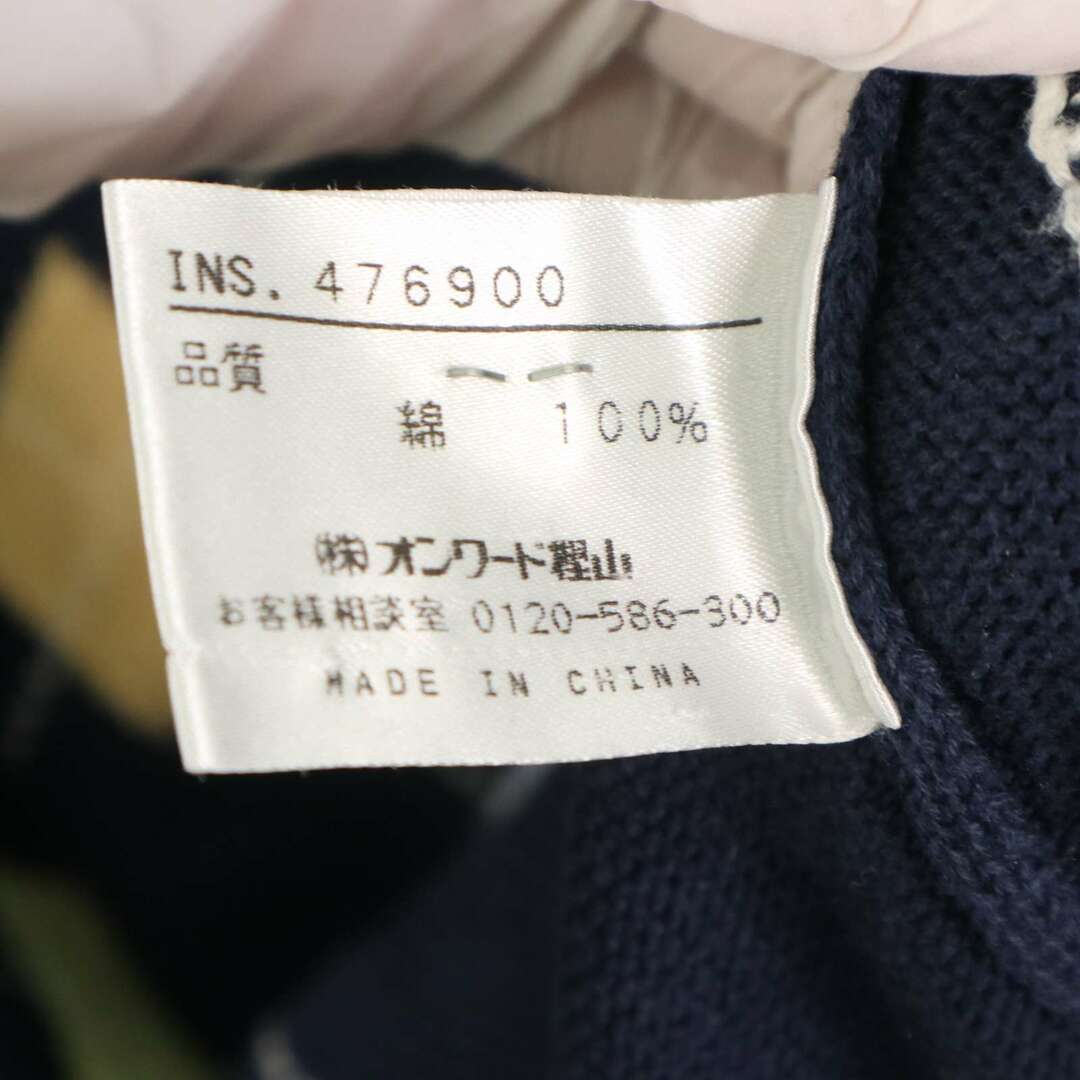 INS. 476900
品質
綿 100%
㈱オンワード樫山
お客様相談室 0120-586-300
MADE IN CHINA